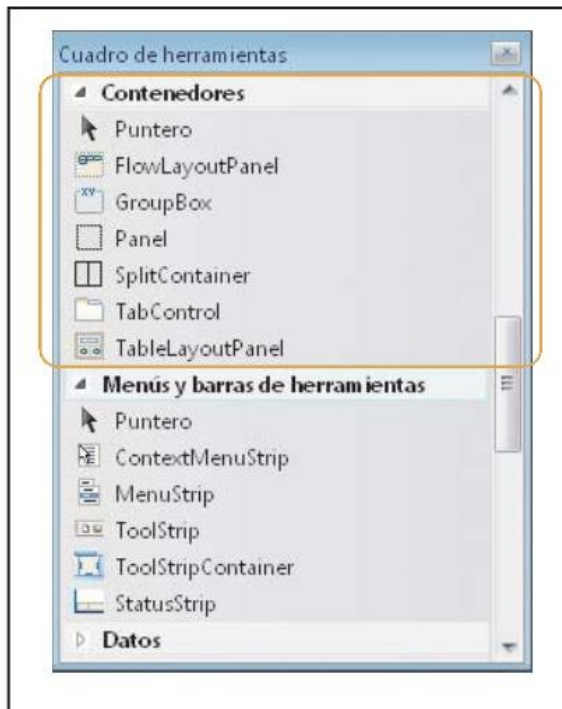 Cuadro de herramientas
Contenedores
Puntero
FlowLayoutPanel
GroupBox
Panel
SplitContainer
TabControl
TableLayoutPanel
Menús y barras de herramientas
Puntero
ContextMenuStrip
MenuStrip
ToolStrip
ToolStripContainer
StatusStrip
Datos